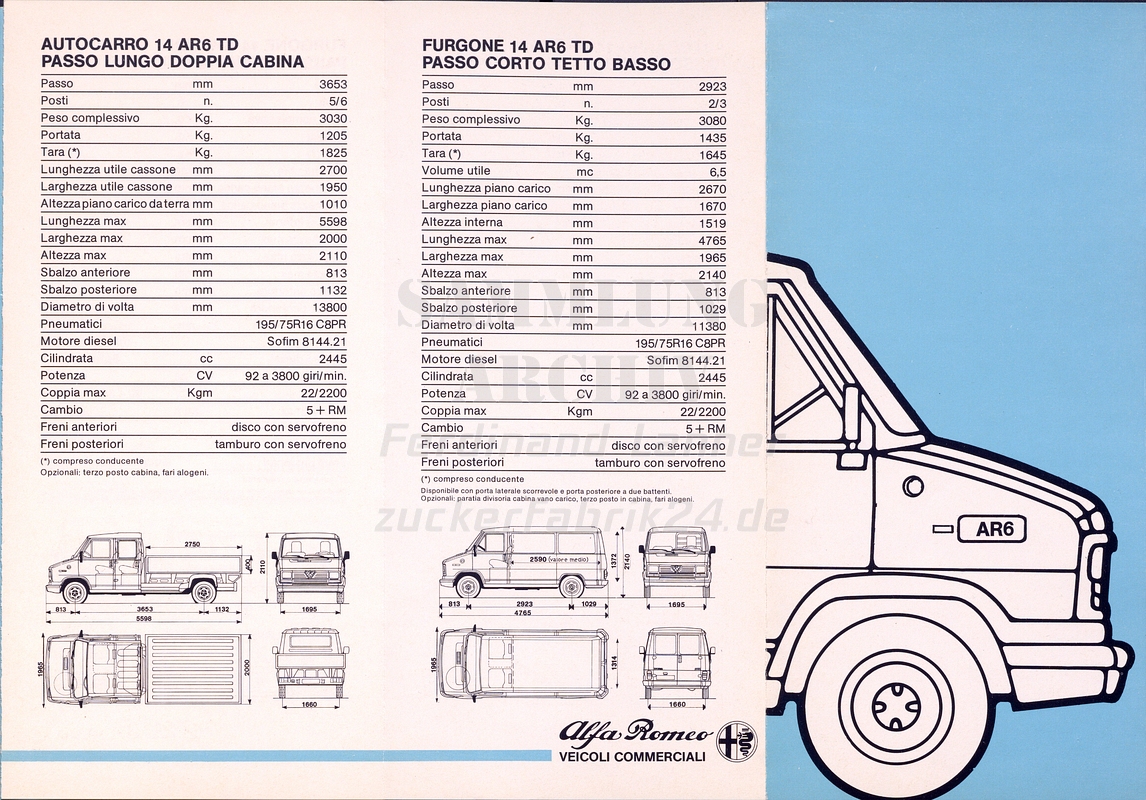 AUTOCARRO 14 AR6 TD
PASSO LUNGO DOPPIA CABINA
Passo mm 3653
Posti n. 5/6
Peso complessivo Kg. 3030
Portata Kg. 1205
Tara (*) Kg. 1825
Lunghezza utile cassone mm 2700
Larghezza utile cassone mm 1950
Altezza piano carico da terra mm 1010
Lunghezza max mm 5598
Larghezza max mm 2000
Altezza max mm 2110
Sbalzo anteriore mm 813
Sbalzo posteriore mm 1132
Diametro di volta mm 13800
Pneumatici 195/75R16 C8PR
Motore diesel Sofim 8144.21
Cilindrata cc 2445
Potenza CV 92 a 3800 giri/min.
Coppia max Kgm 22/2200
Cambio 5 + RM
Freni anteriori disco con servofreno
Freni posteriori tamburo con servofreno
(*) compreso conducente
Opzionali: terzo posto cabina, fari alogeni.
2750
400
2110
813 3653 1132
5598
1695
1965
2000
1660
FURGONE 14 AR6 TD
PASSO CORTO TETTO BASSO
Passo mm 2923
Posti n. 2/3
Peso complessivo Kg. 3080
Portata Kg. 1435
Tara (*) Kg. 1645
Volume utile mc 6,5
Lunghezza piano carico mm 2670
Larghezza piano carico mm 1670
Altezza interna mm 1519
Lunghezza max mm 4765
Larghezza max mm 1965
Altezza max mm 2140
Sbalzo anteriore mm 813
Sbalzo posteriore mm 1029
Diametro di volta mm 11380
Pneumatici 195/75R16 C8PR
Motore diesel Sofim 8144.21
Cilindrata cc 2445
Potenza CV 92 a 3800 giri/min.
Coppia max Kgm 22/2200
Cambio 5 + RM
Freni anteriori disco con servofreno
Freni posteriori tamburo con servofreno
(*) compreso conducente
Disponibile con porta laterale scorrevole e porta posteriore a due battenti.
Opzionali: paratia divisoria cabina vano carico, terzo posto in cabina, fari alogeni.
2590 (valore medio)
1372
2140
813 2923 1029
4765
1695
1965
1314
1660
Alfa Romeo
VEICOLI COMMERCIALI
AR6
SAMMLUNG
ARCHIV
Ferdinand
zuckerfabrik24.de